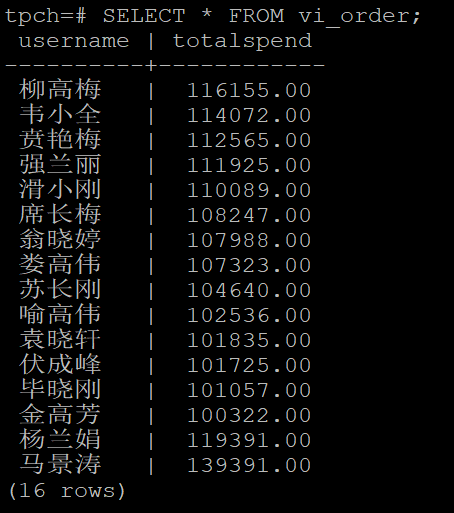 tpch=# SELECT * FROM vi_order;
username | totalspend
----------+------------
柳高梅 | 116155.00
韦小全 | 114072.00
贲艳梅 | 112565.00
强兰丽 | 111925.00
滑小刚 | 110089.00
席长梅 | 108247.00
翁晓婷 | 107988.00
娄高伟 | 107323.00
苏长刚 | 104640.00
喻高伟 | 102536.00
袁晓轩 | 101835.00
伏成峰 | 101725.00
毕晓刚 | 101057.00
金高芳 | 100322.00
杨兰娟 | 119391.00
马景涛 | 139391.00
(16 rows)